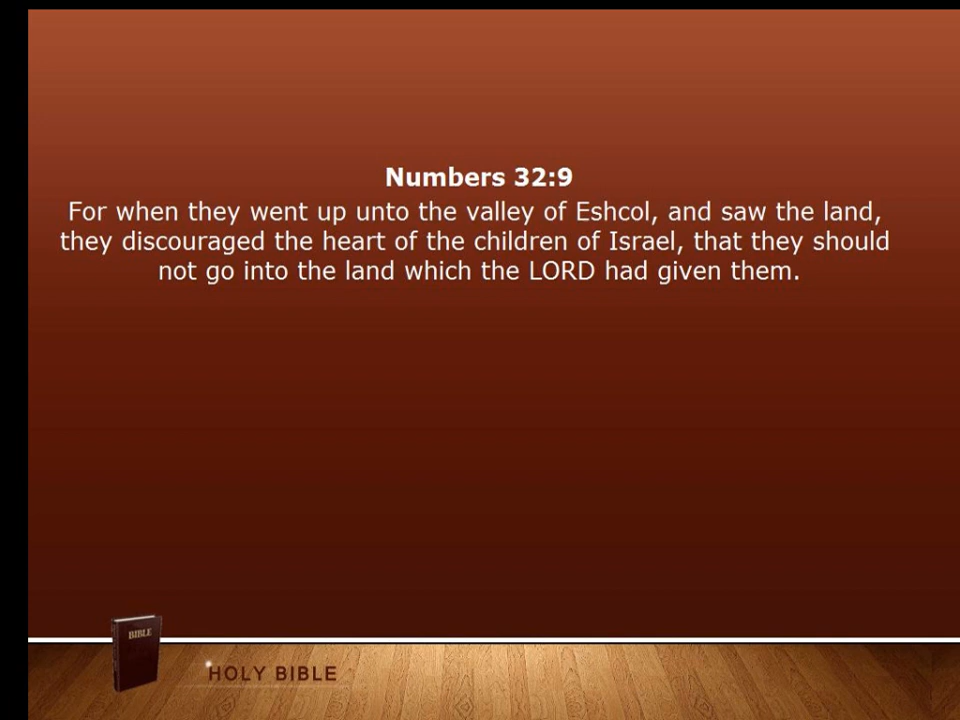 Numbers 32:9
For when they went up unto the valley of Eshcol, and saw the land,
they discouraged the heart of the children of Israel, that they should
not go into the land which the LORD had given them.
BIBLE
HOLY BIBLE